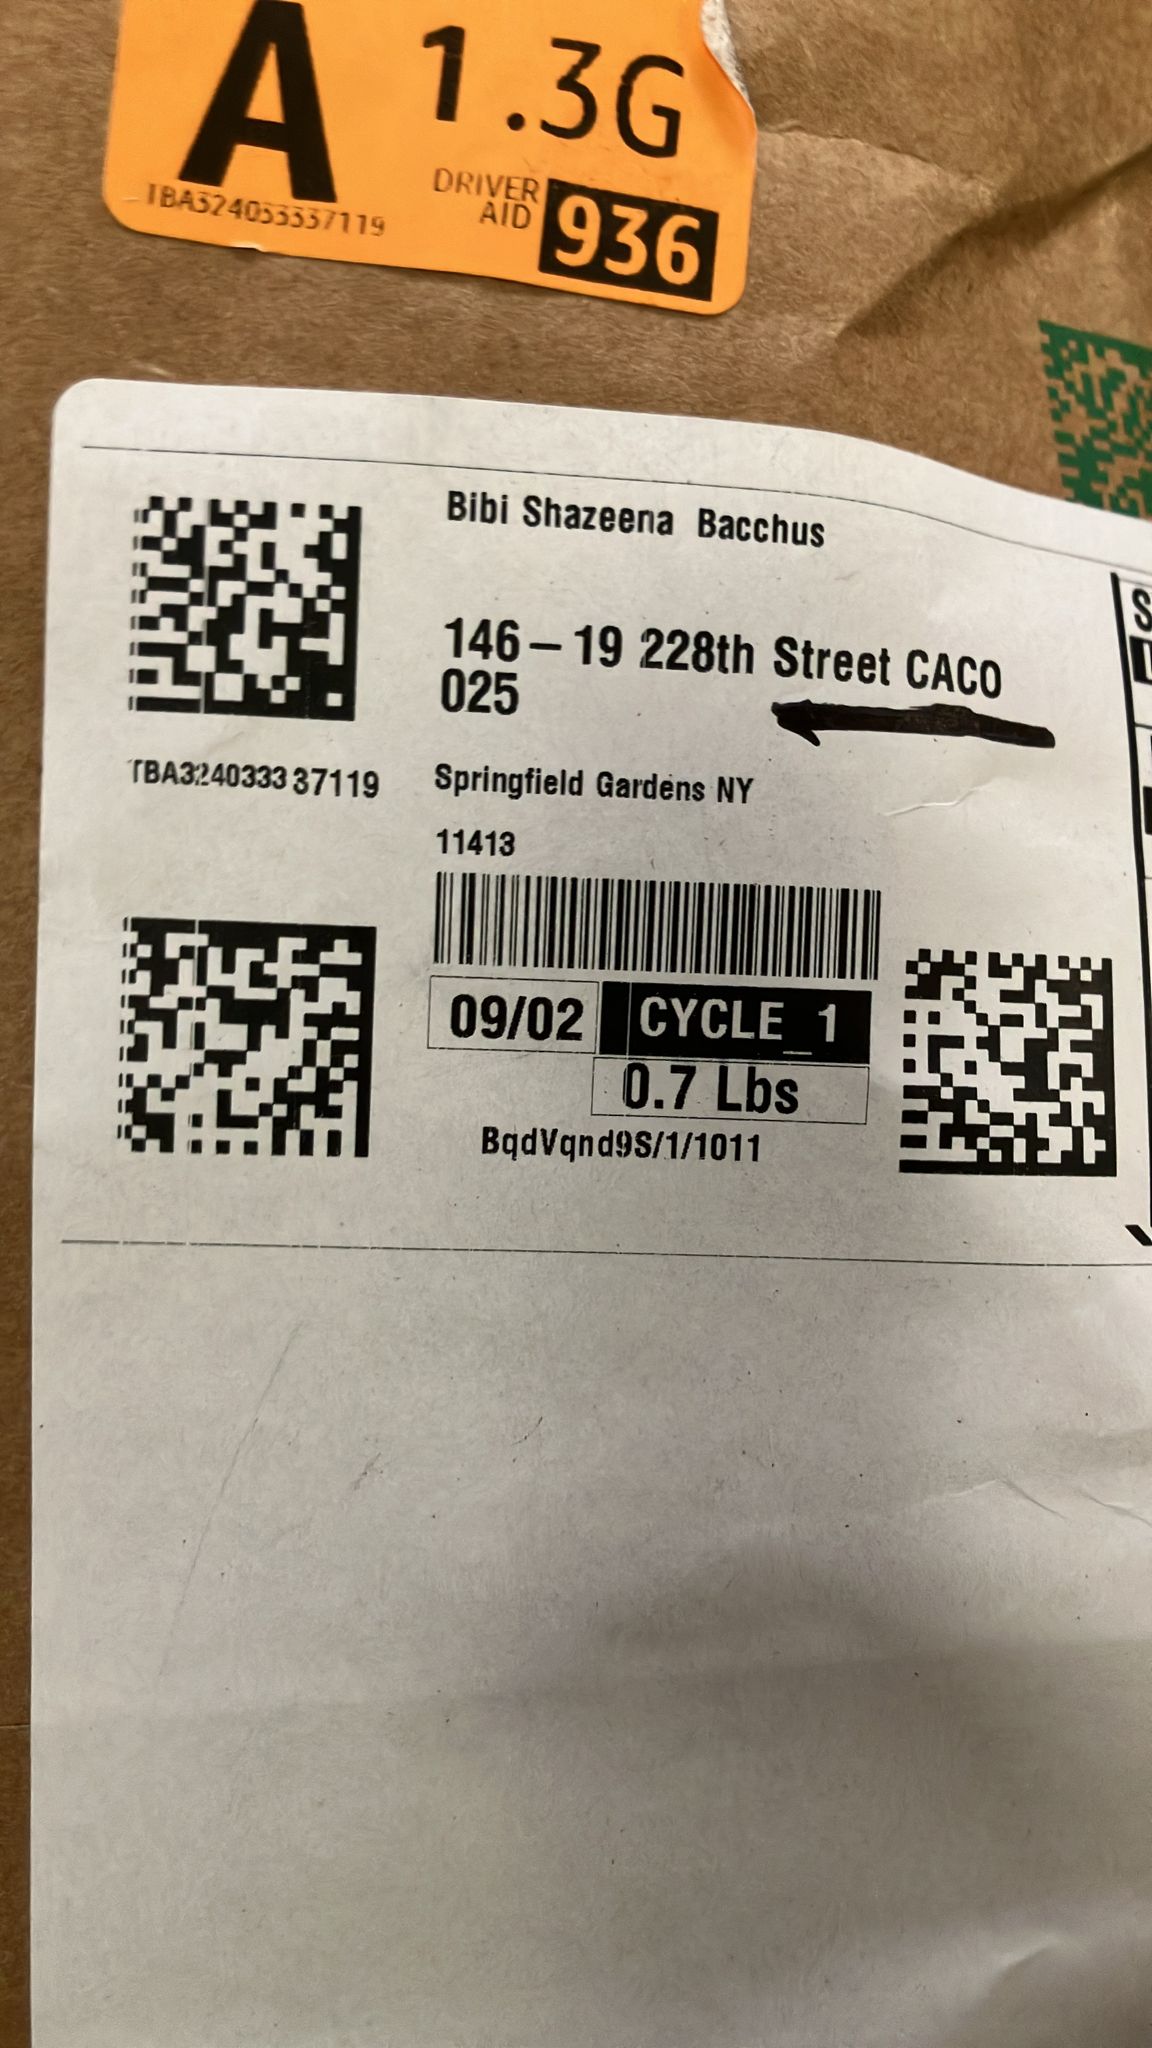 A
1.3G
TBA324033337119
DRIVER
AID
936
Bibi Shazeena Bacchus
146 – 19 228th Street CACO
025
TBA324033337119
Springfield Gardens NY
11413
09/02
CYCLE_1
0.7 Lbs
BqdVqnd9S/1/1011